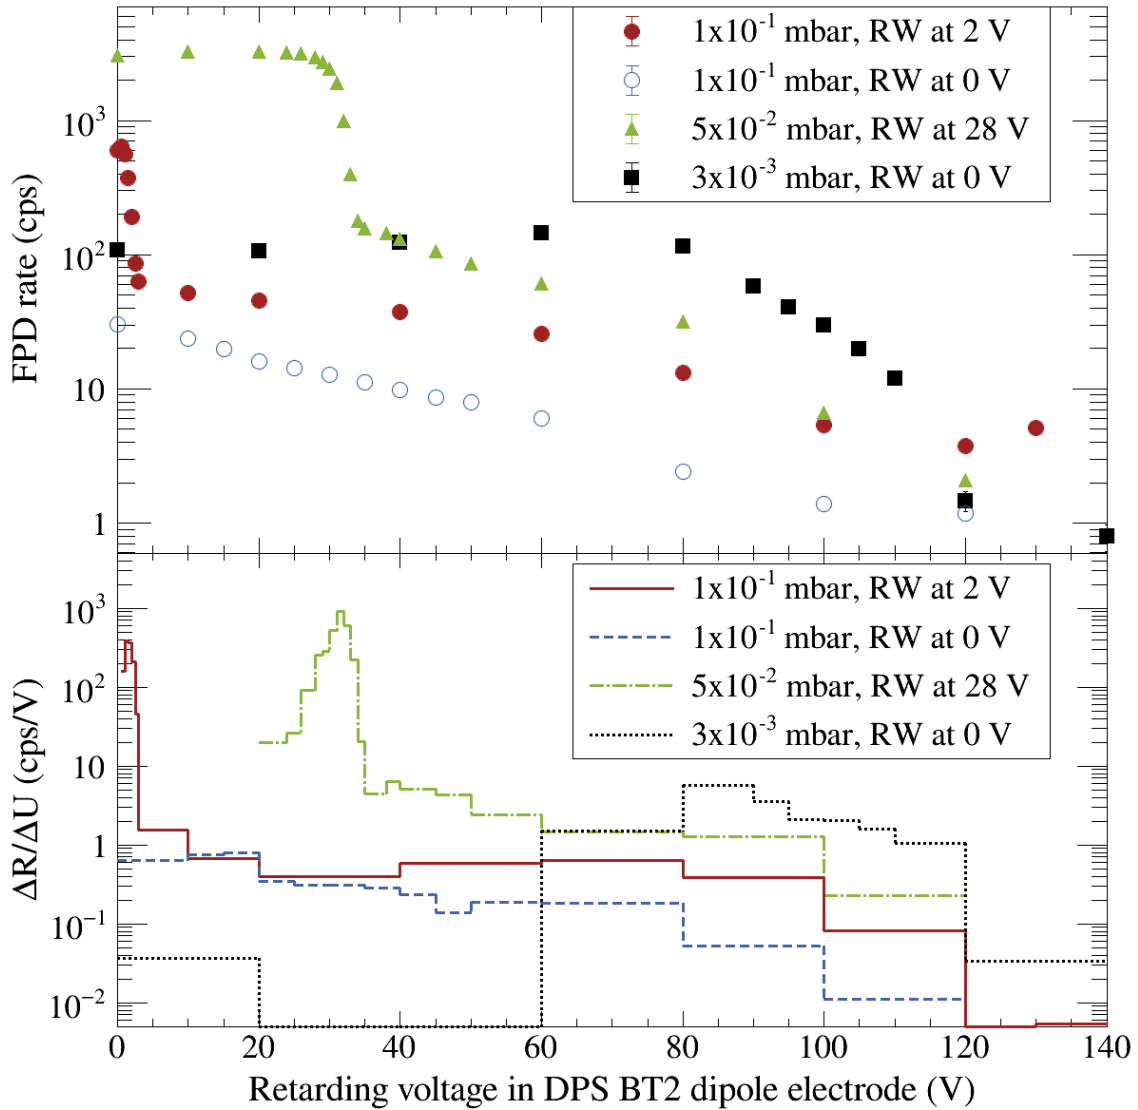 1x10⁻¹ mbar, RW at 2 V
1x10⁻¹ mbar, RW at 0 V
5x10⁻² mbar, RW at 28 V
3x10⁻³ mbar, RW at 0 V
FPD rate (cps)
10³
10²
10
1
1x10⁻¹ mbar, RW at 2 V
1x10⁻¹ mbar, RW at 0 V
5x10⁻² mbar, RW at 28 V
3x10⁻³ mbar, RW at 0 V
ΔR/ΔU (cps/V)
10³
10²
10
1
10⁻¹
10⁻²
0 20 40 60 80 100 120 140
Retarding voltage in DPS BT2 dipole electrode (V)